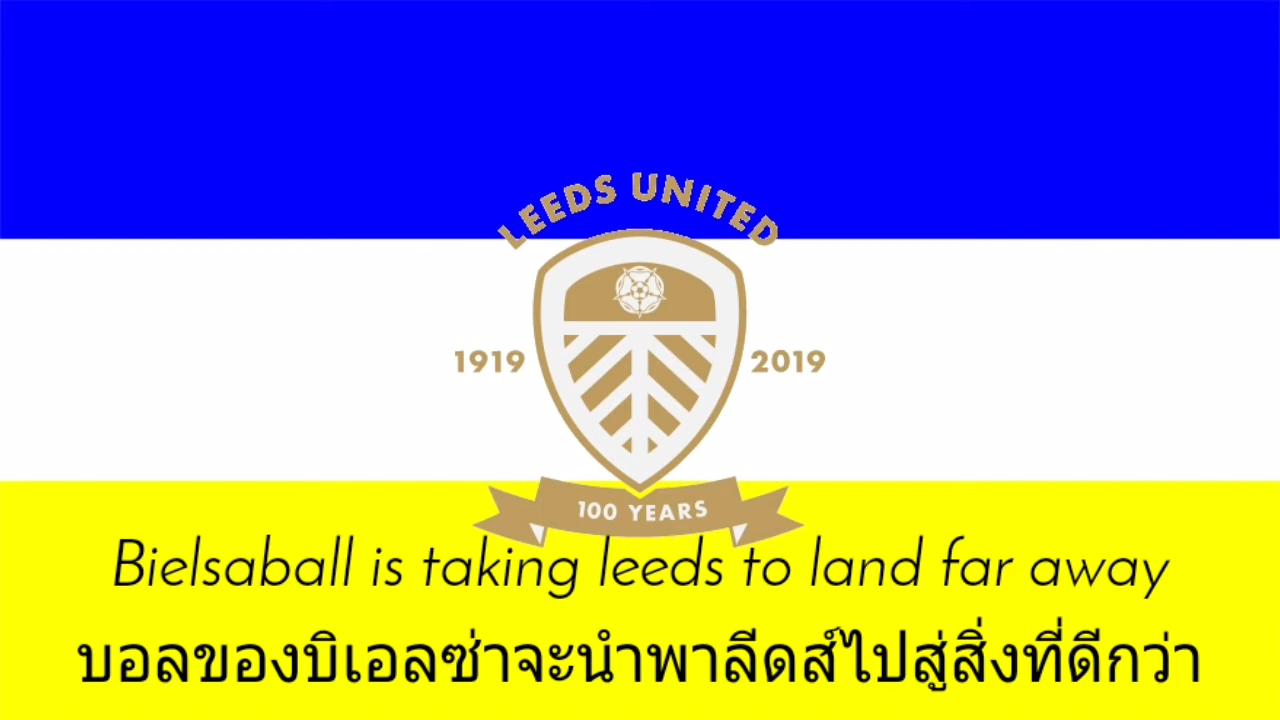 LEEDS UNITED
1919 2019
100 YEARS
Bielsaball is taking leeds to land far away
บอลของบิเอลซ่าจะนำพาลีดส์ไปสู่สิ่งที่ดีกว่า